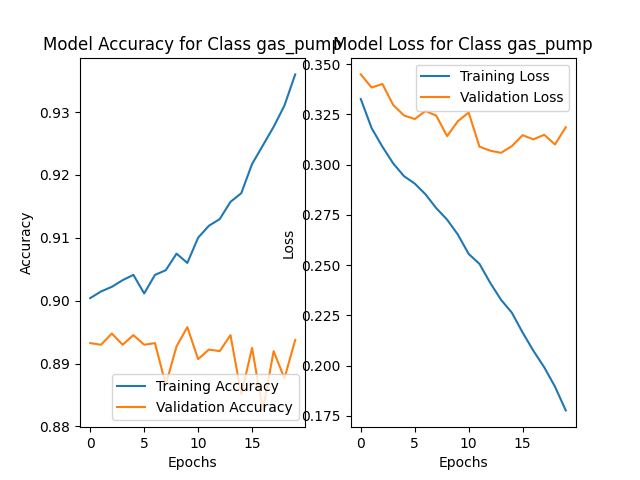 Model Accuracy for Class gas_pump
Accuracy
0.93
0.92
0.91
0.90
0.89
0.88
Training Accuracy
Validation Accuracy
0 5 10 15
Epochs
Model Loss for Class gas_pump
Loss
0.350
0.325
0.300
0.275
0.250
0.225
0.200
0.175
Training Loss
Validation Loss
0 5 10 15
Epochs